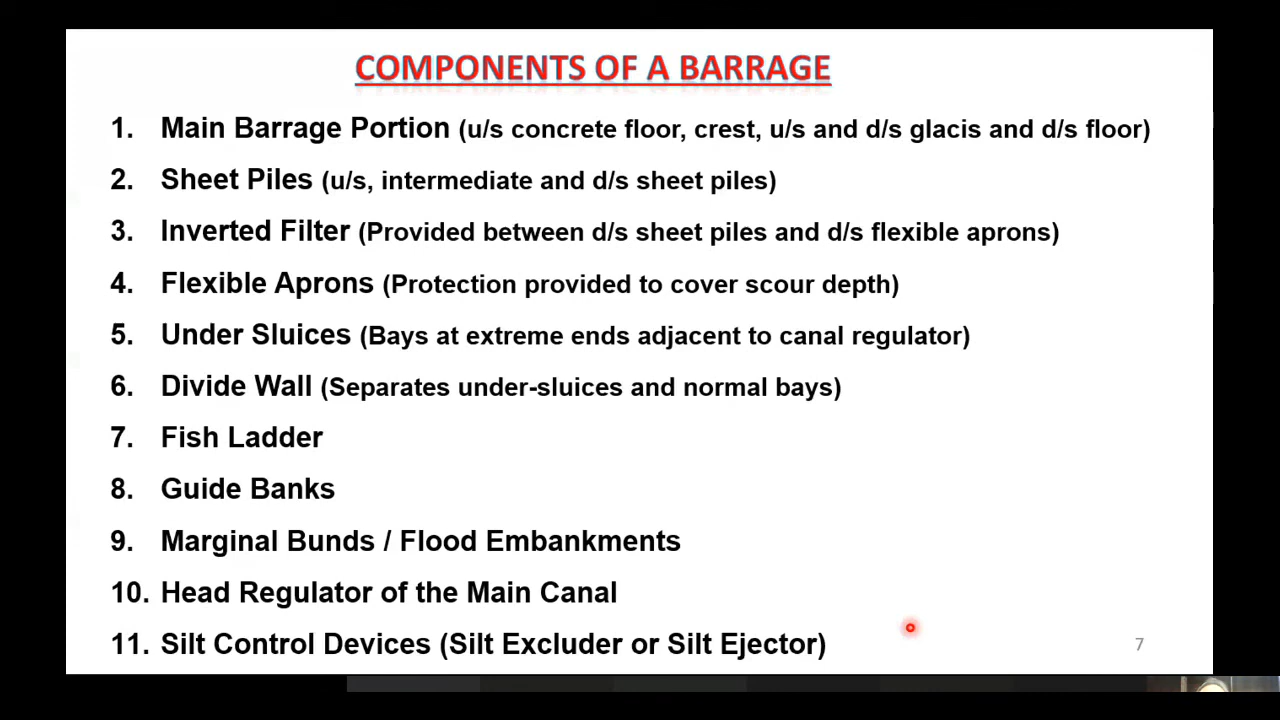 COMPONENTS OF A BARRAGE
1. Main Barrage Portion (u/s concrete floor, crest, u/s and d/s glacis and d/s floor)
2. Sheet Piles (u/s, intermediate and d/s sheet piles)
3. Inverted Filter (Provided between d/s sheet piles and d/s flexible aprons)
4. Flexible Aprons (Protection provided to cover scour depth)
5. Under Sluices (Bays at extreme ends adjacent to canal regulator)
6. Divide Wall (Separates under-sluices and normal bays)
7. Fish Ladder
8. Guide Banks
9. Marginal Bunds / Flood Embankments
10. Head Regulator of the Main Canal
11. Silt Control Devices (Silt Excluder or Silt Ejector)
7